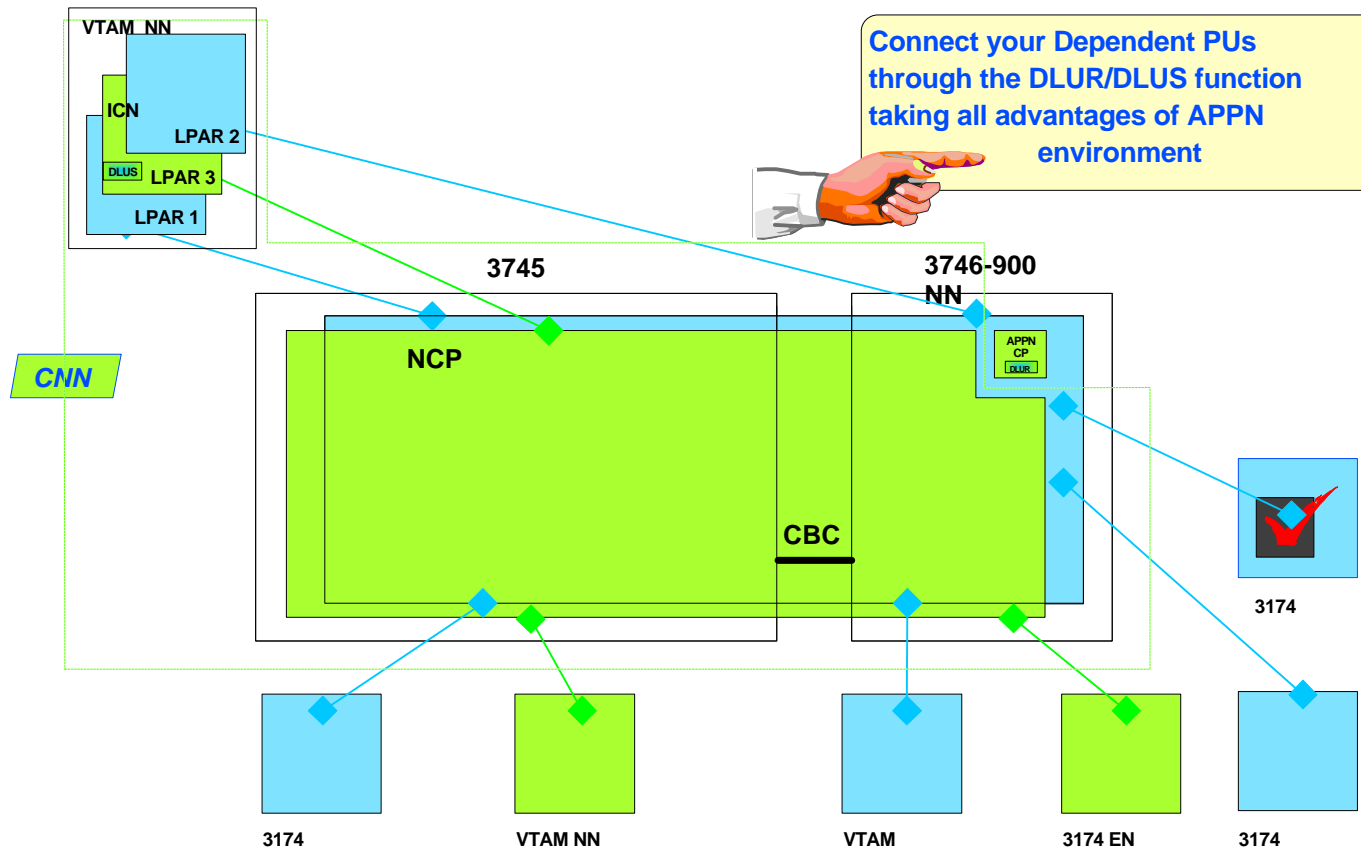 VTAM NN
ICN
LPAR 2
DLUS
LPAR 3
LPAR 1
Connect your Dependent PUs
through the DLUR/DLUS function
taking all advantages of APPN
environment
3745
3746-900
NN
NCP
APPN
CP
DLUR
CNN
CBC
3174
3174
VTAM NN
VTAM
3174 EN
3174